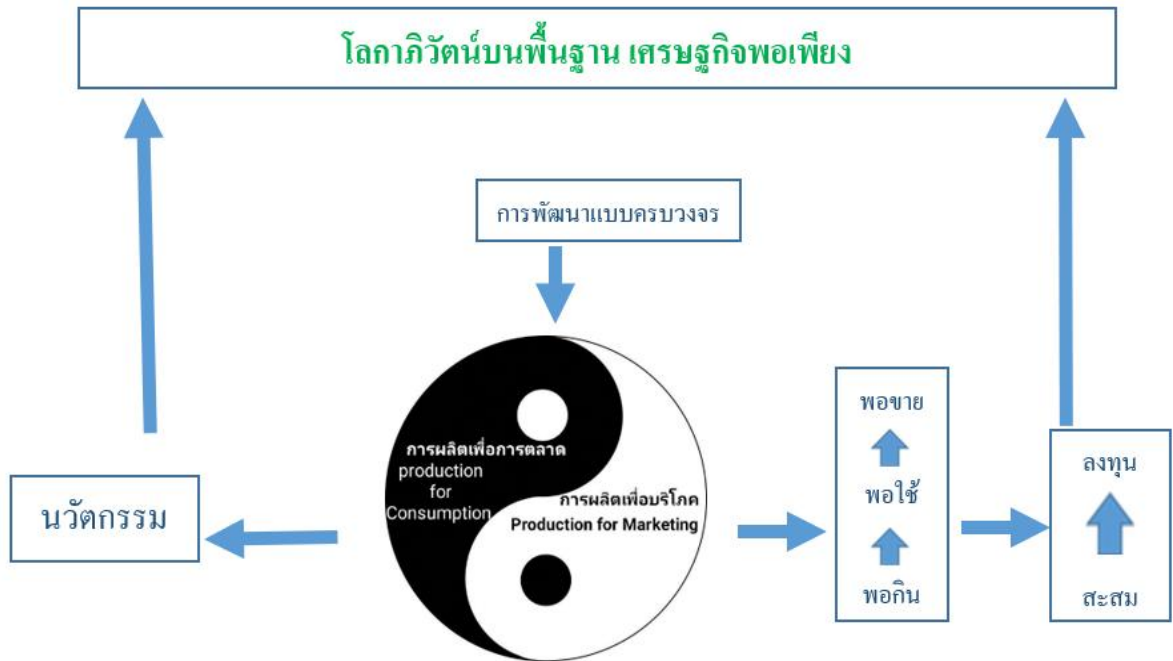 โลกาภิวัตน์บนพื้นฐาน เศรษฐกิจพอเพียง
การพัฒนาแบบครบวงจร
การผลิตเพื่อการตลาด
production
for
Consumption
การผลิตเพื่อบริโภค
Production for Marketing
นวัตกรรม
พอขาย
พอใช้
พอกิน
ลงทุน
สะสม